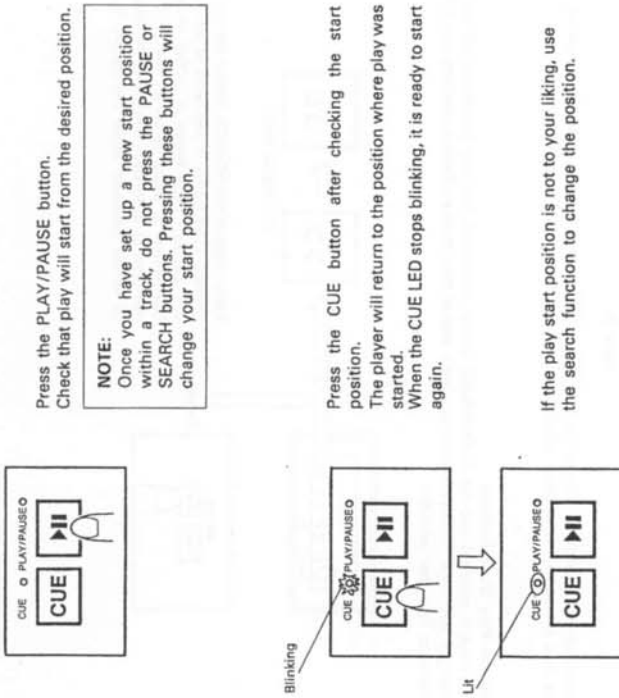 CUE PLAY/PAUSE
CUE
Press the PLAY/PAUSE button.
Check that play will start from the desired position.
NOTE:
Once you have set up a new start position
within a track, do not press the PAUSE or
SEARCH buttons. Pressing these buttons will
change your start position.
Blinking
CUE PLAY/PAUSE
CUE
Press the CUE button after checking the start
position.
The player will return to the position where play was
started.
When the CUE LED stops blinking, it is ready to start
again.
Lit
CUE PLAY/PAUSE
CUE
If the play start position is not to your liking, use
the search function to change the position.